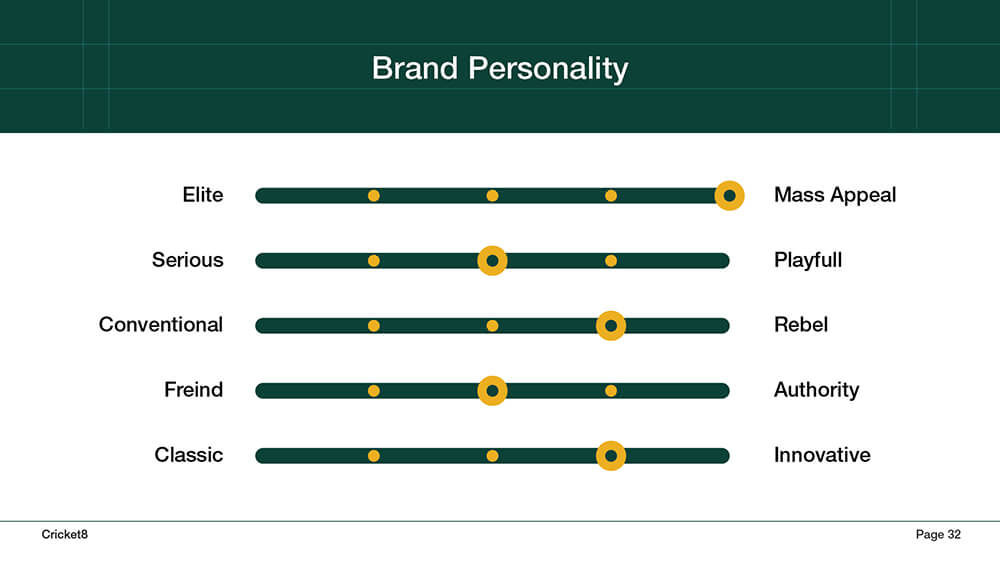 Brand Personality
Elite Mass Appeal
Serious Playfull
Conventional Rebel
Freind Authority
Classic Innovative
Cricket8 Page 32